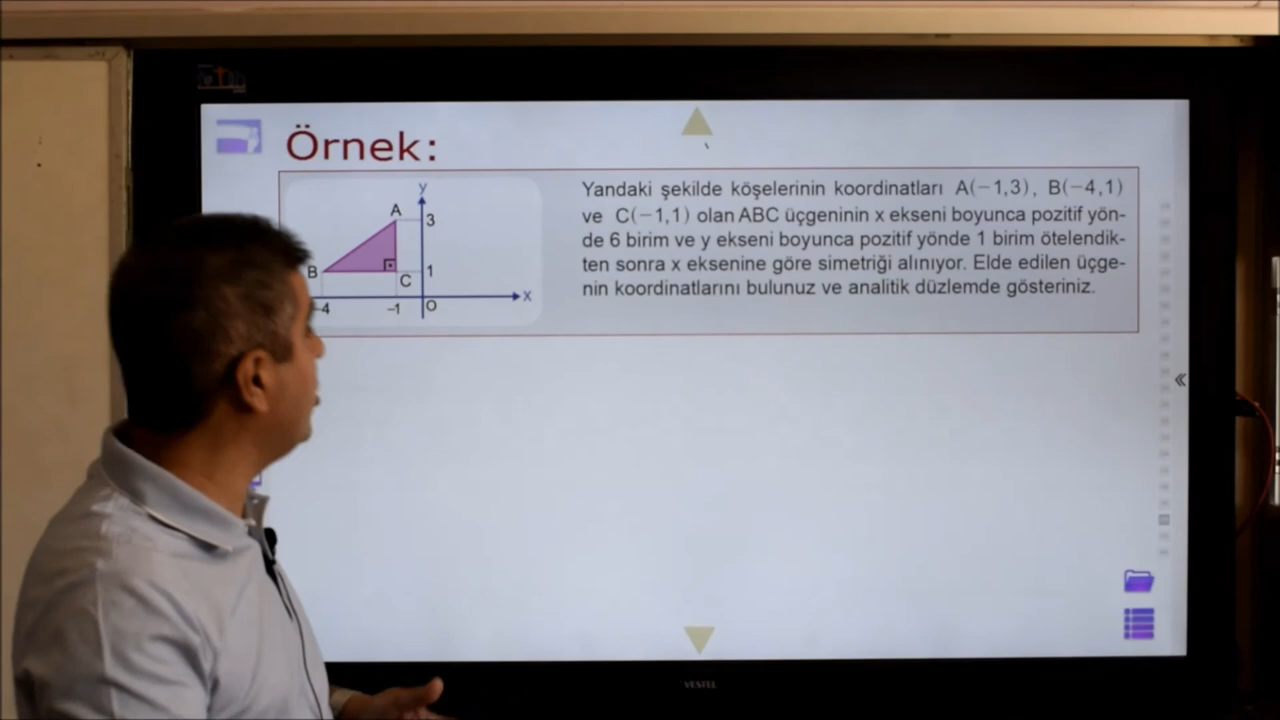 Örnek:
Yandaki şekilde köşelerinin koordinatları A(−1,3), B(−4,1)
ve C(−1,1) olan ABC üçgeninin x ekseni boyunca pozitif yön-
de 6 birim ve y ekseni boyunca pozitif yönde 1 birim ötelendik-
ten sonra x eksenine göre simetriği alınıyor. Elde edilen üçge-
nin koordinatlarını bulunuz ve analitik düzlemde gösteriniz.
y
A
3
B
1
C
x
−4
−1
O
«
VESTEL